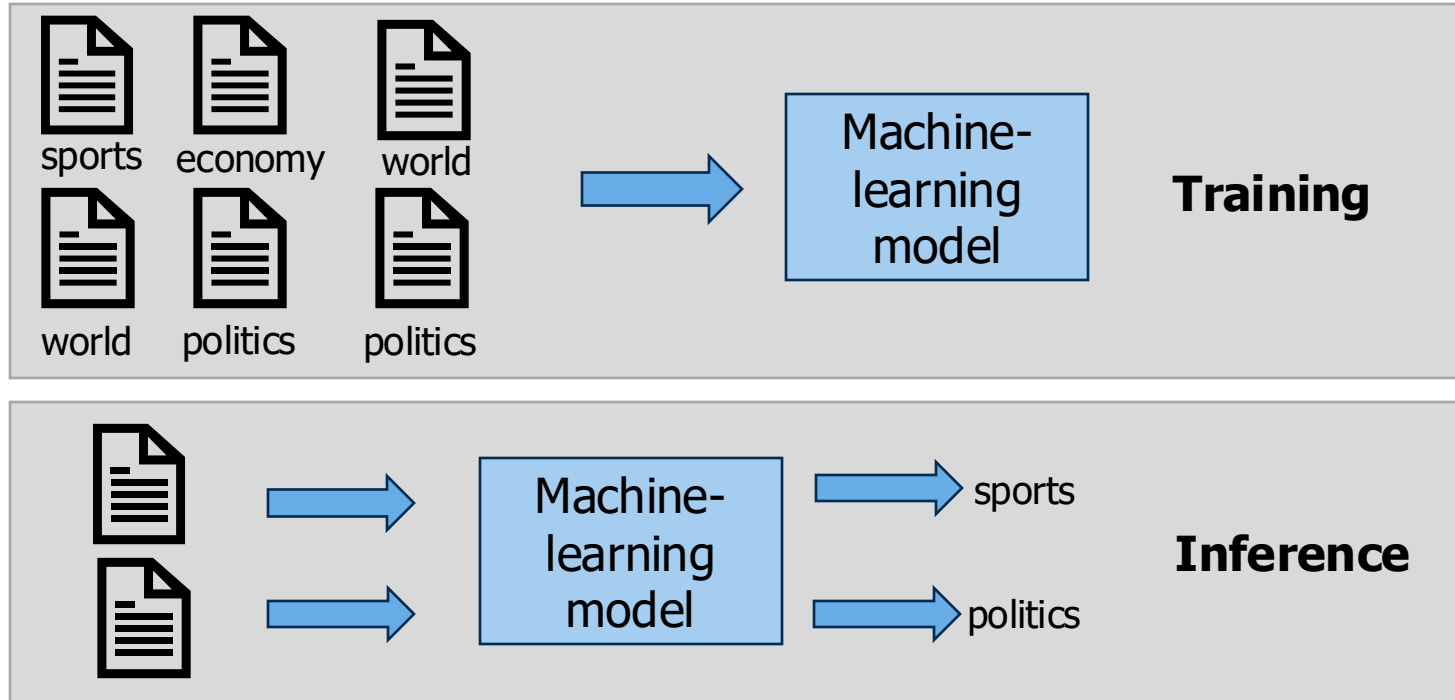 sports economy world
world politics politics
Machine-
learning
model
Training
Machine-
learning
model
sports
politics
Inference